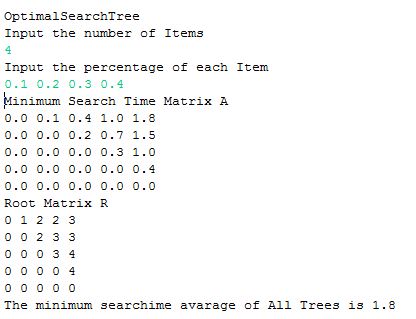 OptimalSearchTree
Input the number of Items
4
Input the percentage of each Item
0.1 0.2 0.3 0.4
Minimum Search Time Matrix A
0.0 0.1 0.4 1.0 1.8
0.0 0.0 0.2 0.7 1.5
0.0 0.0 0.0 0.3 1.0
0.0 0.0 0.0 0.0 0.4
0.0 0.0 0.0 0.0 0.0
Root Matrix R
0 1 2 2 3
0 0 2 3 3
0 0 0 3 4
0 0 0 0 4
0 0 0 0 0
The minimum searchime avarage of All Trees is 1.8